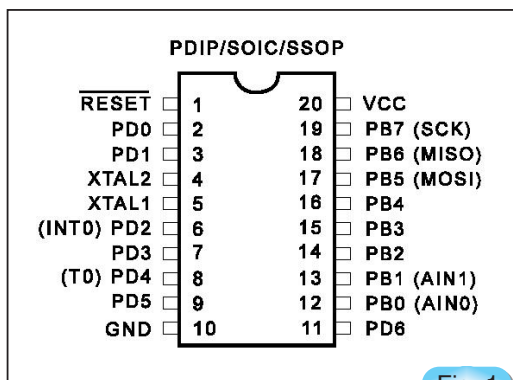 PDIP/SOIC/SSOP
RESET 1 20 VCC
PD0 2 19 PB7 (SCK)
PD1 3 18 PB6 (MISO)
XTAL2 4 17 PB5 (MOSI)
XTAL1 5 16 PB4
(INT0) PD2 6 15 PB3
PD3 7 14 PB2
(T0) PD4 8 13 PB1 (AIN1)
PD5 9 12 PB0 (AIN0)
GND 10 11 PD6